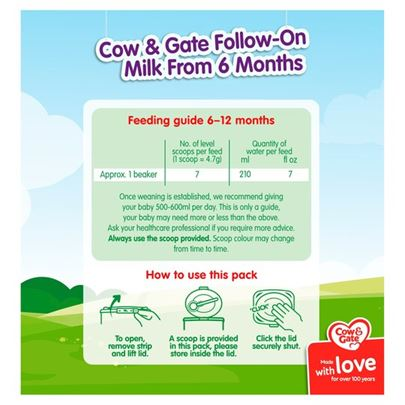 Cow & Gate Follow-On
Milk From 6 Months
Feeding guide 6–12 months
No. of level
scoops per feed
(1 scoop = 4.7g)
Quantity of
water per feed
ml fl oz
Approx. 1 beaker 7 210 7
Once weaning is established, we recommend giving
your baby 500-600ml per day. This is only a guide,
your baby may need more or less than the above.
Ask your healthcare professional if you require more advice.
Always use the scoop provided. Scoop colour may change
from time to time.
How to use this pack
To open,
remove strip
and lift lid.
A scoop is provided
in this pack, please
store inside the lid.
Click the lid
securely shut.
Cow&
Gate
Made
with love
for over 100 years